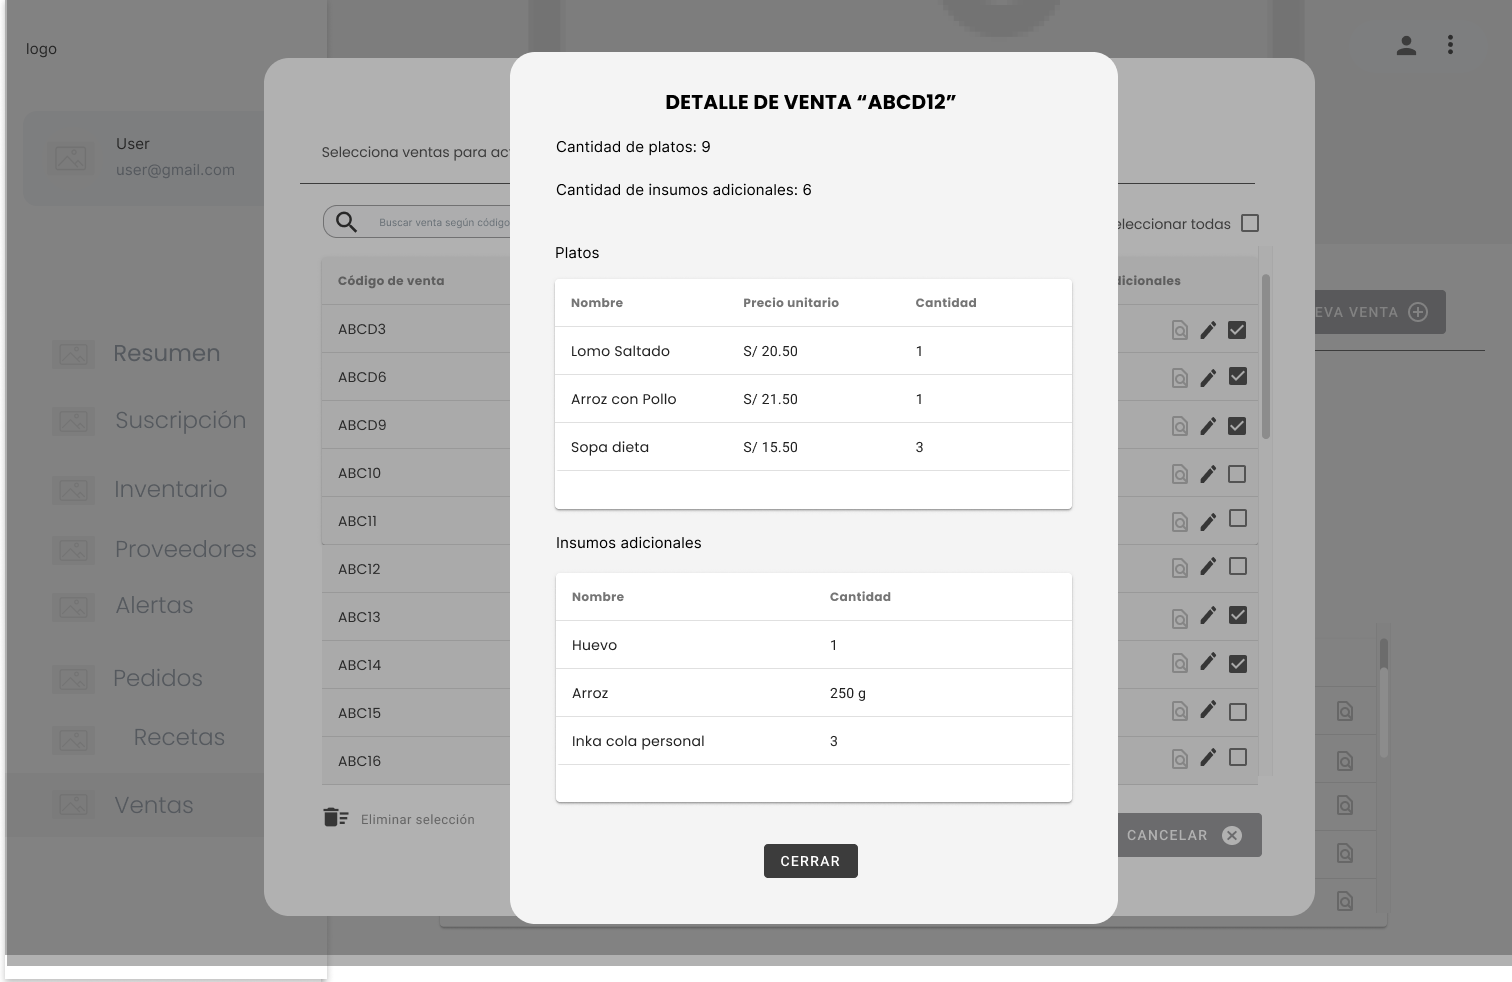 logo
User
user@gmail.com
Resumen
Suscripción
Inventario
Proveedores
Alertas
Pedidos
Recetas
Ventas
Selecciona ventas para
Buscar venta según código
eleccionar todas
Código de venta
dicionales
ABCD3
ABCD6
ABCD9
ABC10
ABC11
ABC12
ABC13
ABC14
ABC15
ABC16
Eliminar selección
EVA VENTA
CANCELAR
DETALLE DE VENTA “ABCD12”
Cantidad de platos: 9
Cantidad de insumos adicionales: 6
Platos
Nombre Precio unitario Cantidad
Lomo Saltado S/ 20.50 1
Arroz con Pollo S/ 21.50 1
Sopa dieta S/ 15.50 3
Insumos adicionales
Nombre Cantidad
Huevo 1
Arroz 250 g
Inka cola personal 3
CERRAR